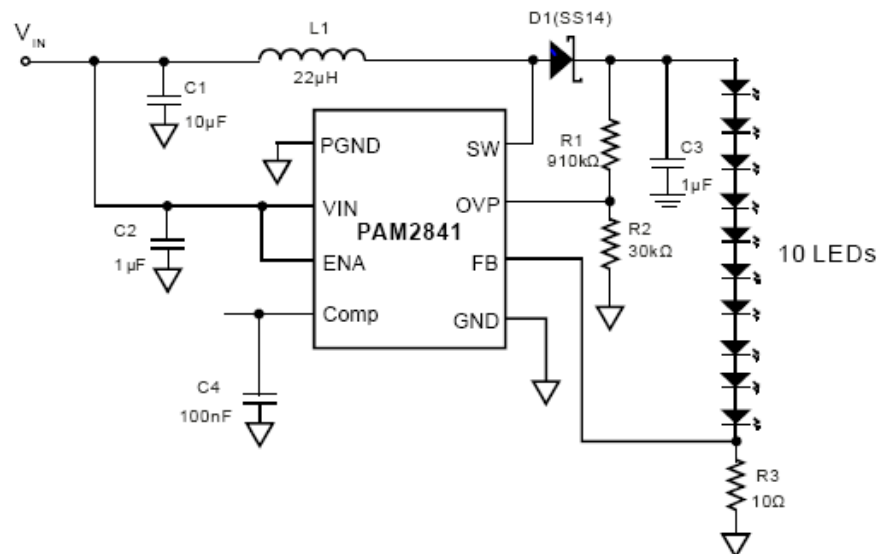 V IN
L1
22µH
D1(SS14)
C1
10µF
PGND
SW
R1
910kΩ
C3
1µF
VIN
OVP
PAM2841
C2
1µF
ENA
FB
R2
30kΩ
10 LEDs
Comp
GND
C4
100nF
R3
10Ω